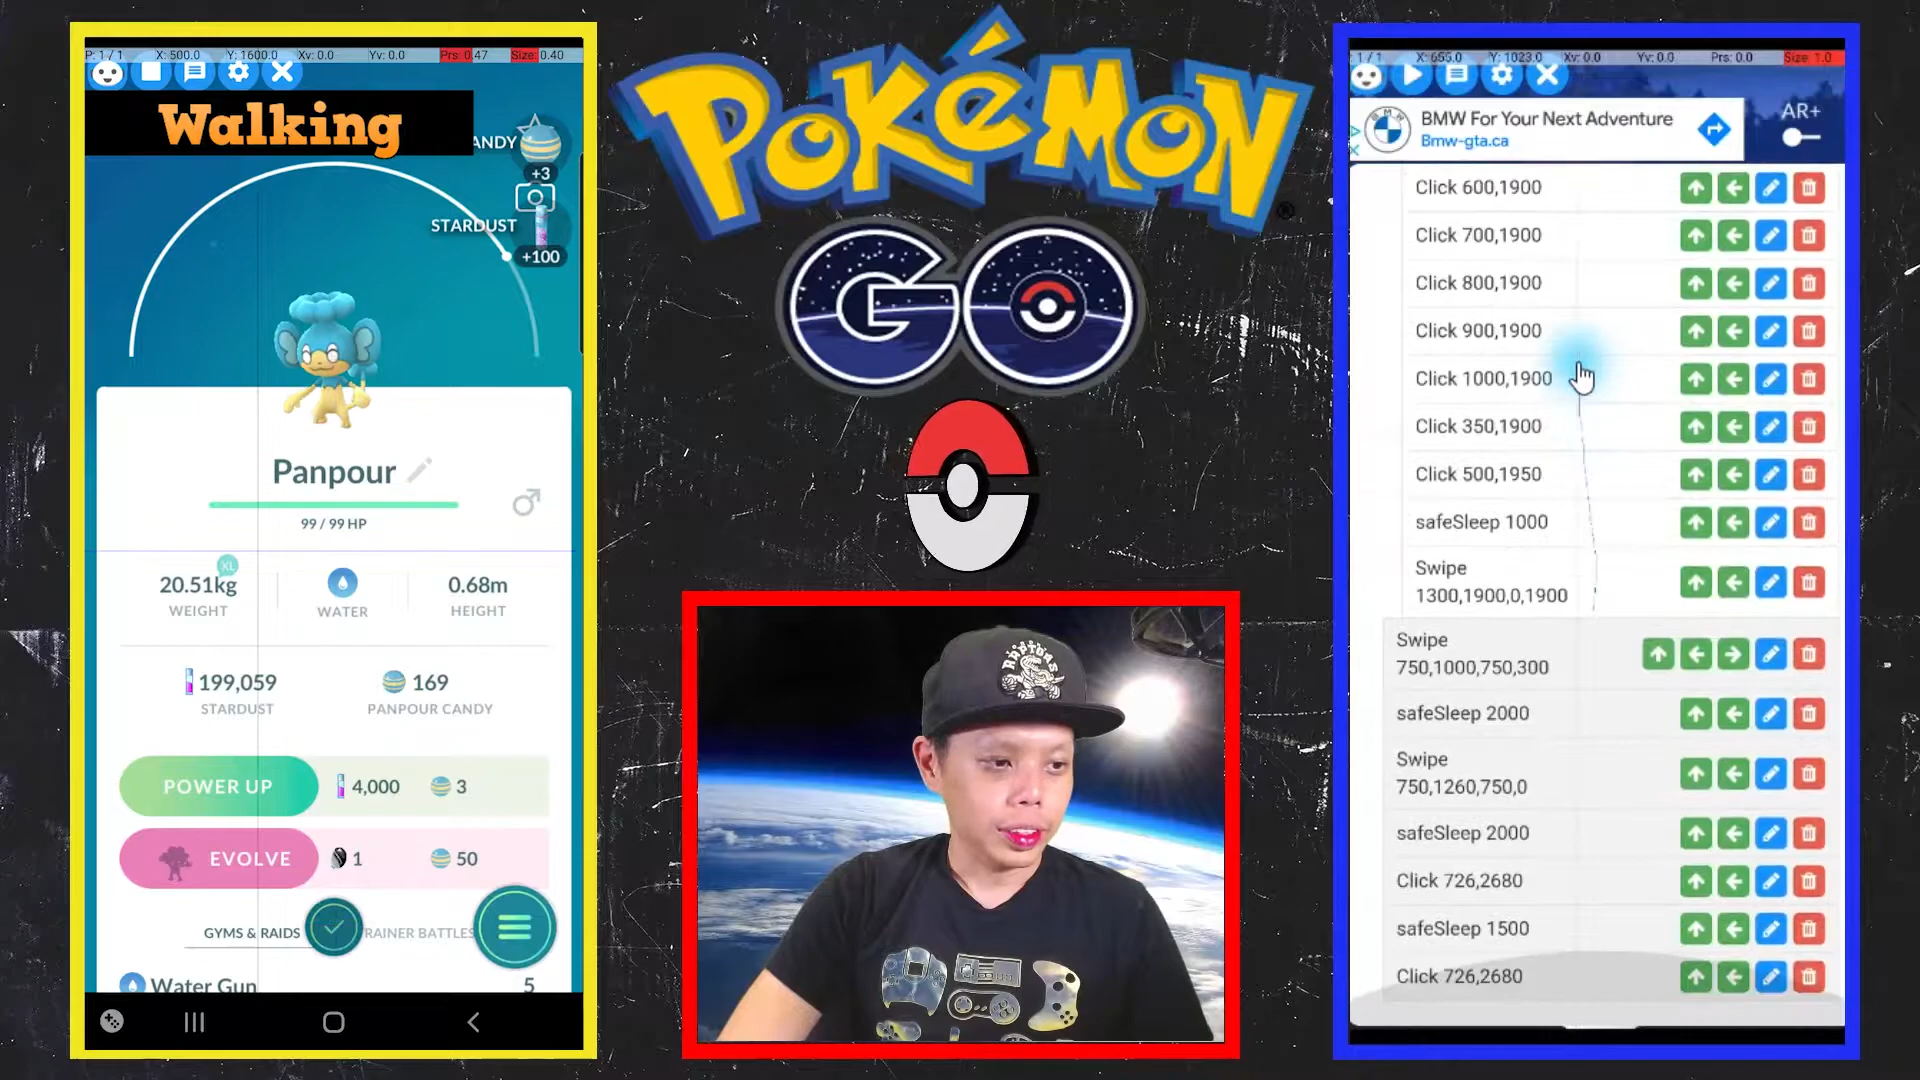 P: 1 / 1 X: 500.0 Y: 1600.0 Xv: 0.0 Yv: 0.0 Prs: 0.47 Size: 0.40
Walking
ANDY
+3
STARDUST
+100
Panpour
99 / 99 HP
XL
20.51kg
WEIGHT
WATER
0.68m
HEIGHT
199,059
STARDUST
169
PANPOUR CANDY
POWER UP
4,000
3
EVOLVE
1
50
GYMS & RAIDS
RAINER BATTLES
Water Gun
5
POKéMON
GO
RAPTORS
1 / 1 X: 655.0 Y: 1023.0 Xv: 0.0 Yv: 0.0 Prs: 0.0 Size: 1.0
BMW For Your Next Adventure
Bmw-gta.ca
AR+
Click 600,1900
Click 700,1900
Click 800,1900
Click 900,1900
Click 1000,1900
Click 350,1900
Click 500,1950
safeSleep 1000
Swipe
1300,1900,0,1900
Swipe
750,1000,750,300
safeSleep 2000
Swipe
750,1260,750,0
safeSleep 2000
Click 726,2680
safeSleep 1500
Click 726,2680